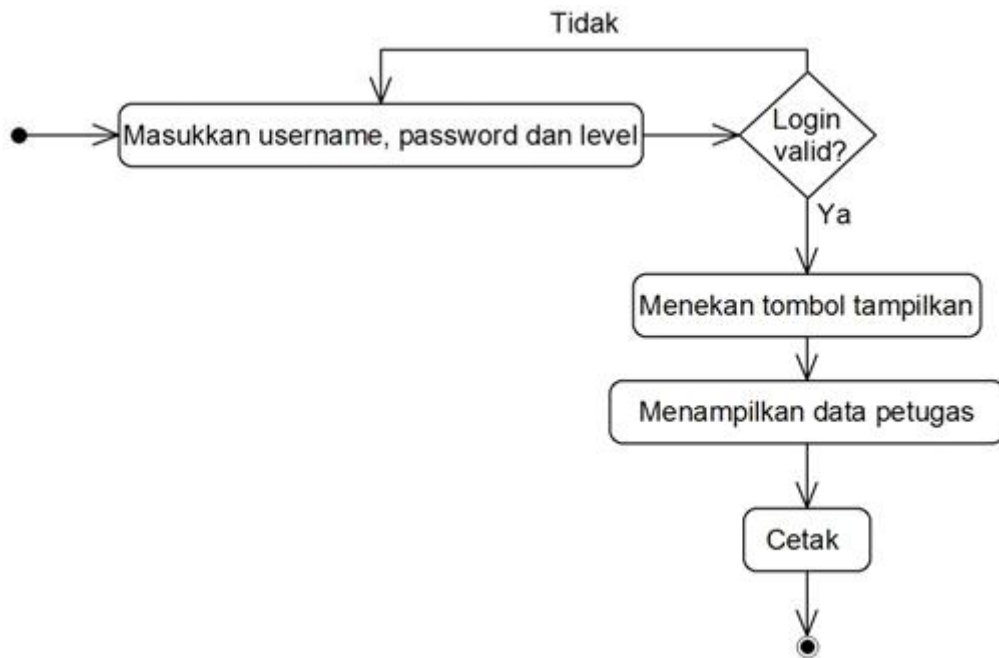 Tidak
Masukkan username, password dan level
Login
valid?
Ya
Menekan tombol tampilkan
Menampilkan data petugas
Cetak